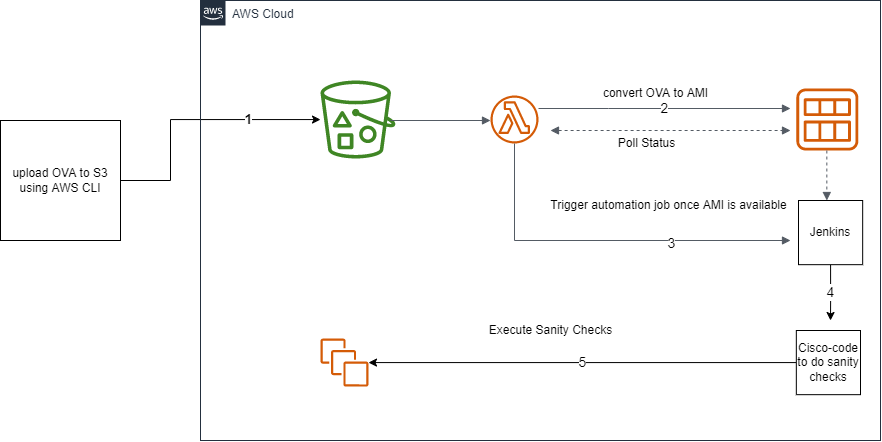 aws
AWS Cloud
upload OVA to S3
using AWS CLI
1
convert OVA to AMI
2
Poll Status
Trigger automation job once AMI is available
3
Jenkins
4
Execute Sanity Checks
5
Cisco-code
to do sanity
checks